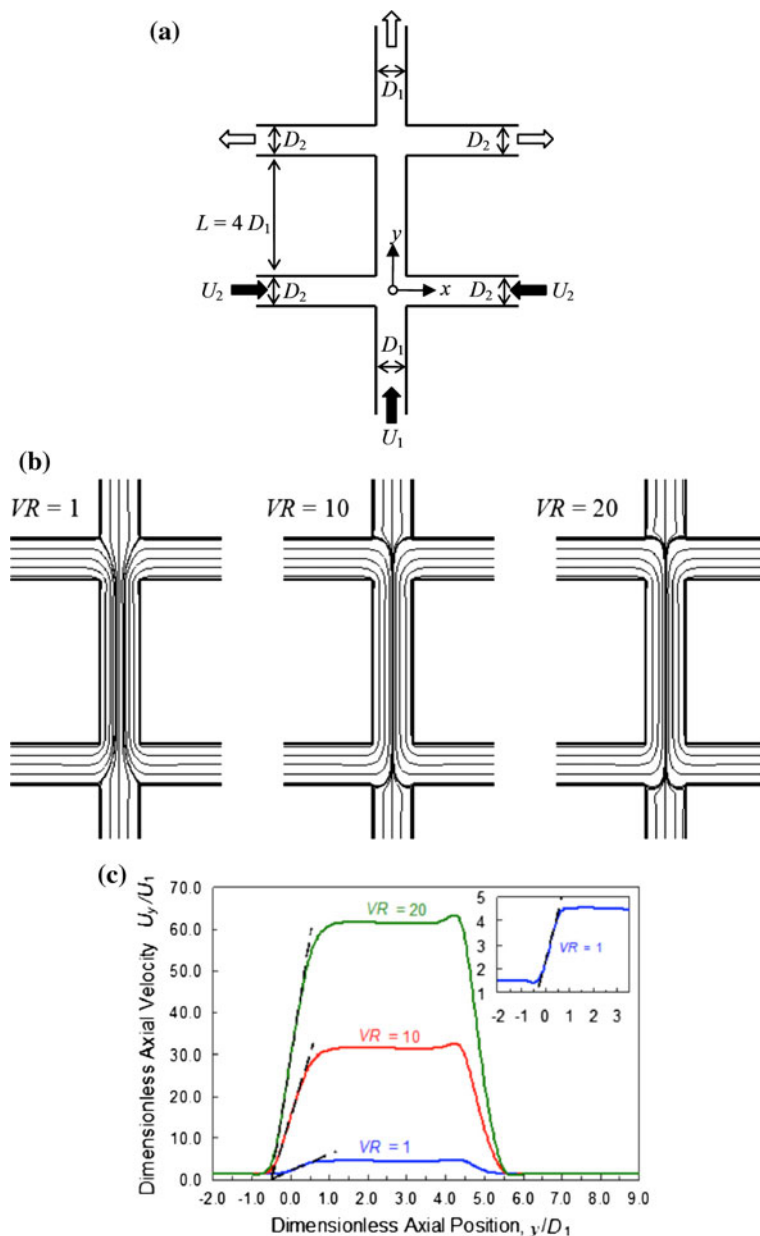 (a)
D₁
D₂ D₂
L = 4 D₁
y
U₂ D₂ x D₂ U₂
D₁
U₁
(b)
VR = 1 VR = 10 VR = 20
(c)
Dimensionless Axial Velocity Uy/U₁
70.0
60.0
50.0
40.0
30.0
20.0
10.0
0.0
VR = 20
VR = 10
VR = 1
5
4
3
2
1
VR = 1
-2 -1 0 1 2 3
-2.0 -1.0 0.0 1.0 2.0 3.0 4.0 5.0 6.0 7.0 8.0 9.0
Dimensionless Axial Position, y/D₁